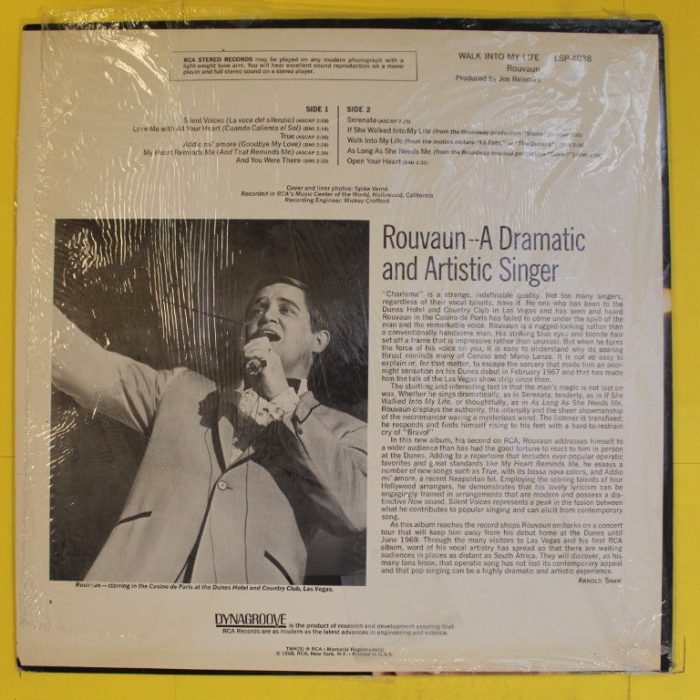 RCA STEREO RECORDS may be played on any modern phonograph with a
light-weight tone arm. You will hear excellent sound reproduction on a mono
player and full stereo sound on a stereo player.
WALK INTO MY LIFE LSP-4038
Rouvaun
Produced by Joe Reisman
SIDE 1
Silent Voices (La voce del silenzio) (ASCAP
Love Me with All Your Heart (Cuando Calienta el Sol) (BMI
True (ASCAP
Addio mi' amore (Goodbye My Love) (BMI
My Heart Reminds Me (And That Reminds Me) (ASCAP
And You Were There (BMI
SIDE 2
Serenata (ASCAP
If She Walked Into My Life (from the Broadway production "Mame") (ASCAP
Walk Into My Life (from the motion picture
As Long As She Needs Me (from the Broadway musical production
Open Your Heart (BMI
Cover and liner photos: Spike Verné
Recorded in RCA's Music Center of the World, Hollywood, California
Recording Engineer: Mickey Crofford
Rouvaun--A Dramatic
and Artistic Singer
"Charisma" is a strange, indefinable quality. Not too many singers,
regardless of their vocal talents, have it. No one who has been to the
Dunes Hotel and Country Club in Las Vegas and has seen and heard
Rouvaun in the Casino de Paris has failed to come under the spell of the
man and the remarkable voice. Rouvaun is a rugged-looking rather than
a conventionally handsome man. His striking blue eyes and blonde hair
set off a frame that is impressive rather than unusual. But when he turns
the force of his voice on you, it is easy to understand why its soaring
thrust reminds many of Caruso and Mario Lanza. It is not so easy to
explain or, for that matter, to escape the sorcery that made him an over-
night sensation on his Dunes debut in February 1967 and that has made
him the talk of the Las Vegas show strip since then.
The startling and interesting fact is that the man's magic is not lost on
wax. Whether he sings dramatically, as in Serenata, tenderly, as in If She
Walked Into My Life, or thoughtfully, as in As Long As She Needs Me,
Rouvaun displays the authority, the intensity and the sheer showmanship
of the necromancer waving a mysterious wand. The listener is transfixed;
he responds and finds himself rising to his feet with a hard-to-restrain
cry of "Bravo!"
In this new album, his second on RCA, Rouvaun addresses himself to
a wider audience than has had the good fortune to react to him in person
at the Dunes. Adding to a repertoire that includes ever-popular operatic
favorites and great standards like My Heart Reminds Me, he essays a
number of new songs such as True, with its bossa nova colors, and Addio
mi' amore, a recent Neapolitan hit. Employing the scoring talents of four
Hollywood arrangers, he demonstrates that his lovely lyricism can be
engagingly framed in arrangements that are modern and possess a dis-
tinctive Now sound. Silent Voices represents a peak in the fusion between
what he contributes to popular singing and can elicit from contemporary
song.
As this album reaches the record shops Rouvaun embarks on a concert
tour that will keep him away from his debut home at the Dunes until
June 1969. Through the many visitors to Las Vegas and his first RCA
album, word of his vocal artistry has spread so that there are waiting
audiences in places as distant as South Africa. They will discover, as his
many fans know, that operatic song has not lost its contemporary appeal
and that pop singing can be a highly dramatic and artistic experience.
ARNOLD SHAW
Rouvaun—starring in the Casino de Paris at the Dunes Hotel and Country Club, Las Vegas.
DYNAGROOVE is the product of research and development assuring that
RCA Records are as modern as the latest advances in engineering and science.
TMK(S) ® RCA • Marca(s) Registrada(s)
© 1968, RCA, New York, N.Y. • Printed in U.S.A.